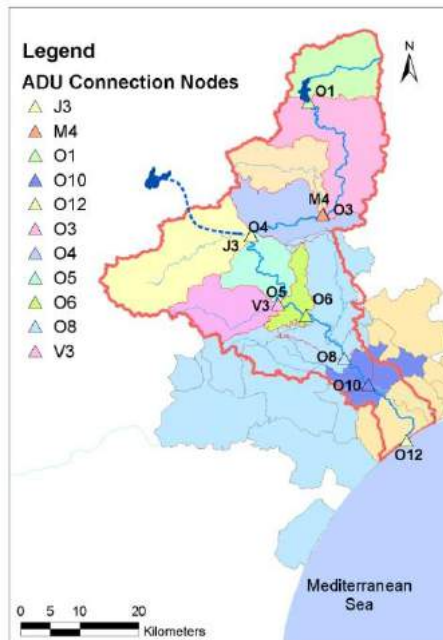 Legend
ADU Connection Nodes
J3
M4
O1
O10
O12
O3
O4
O5
O6
O8
V3
N
O1
M4
O3
O4
J3
O5
V3
O6
O8
O10
O12
Mediterranean
Sea
0 5 10 20
Kilometers